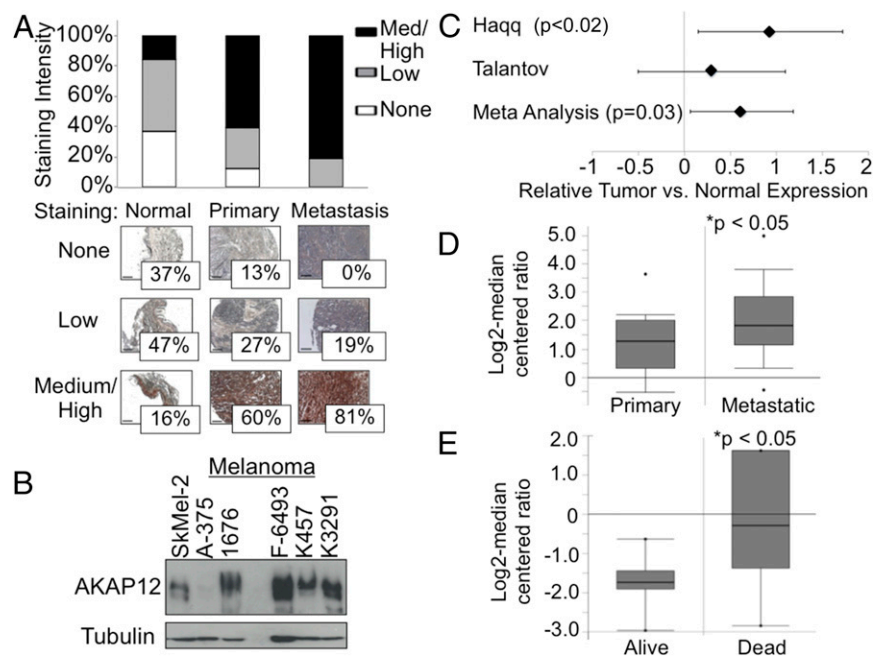 A
Staining Intensity
100%
80%
60%
40%
20%
0%
Med/
High
Low
None
Staining: Normal Primary Metastasis
None
37% 13% 0%
Low
47% 27% 19%
Medium/
High
16% 60% 81%
B
Melanoma
SkMel-2
A-375
1676
F-6493
K457
K3291
AKAP12
Tubulin
C
Haqq (p<0.02)
Talantov
Meta Analysis (p=0.03)
-1 -1 0 0.5 1 1.5 2
Relative Tumor vs. Normal Expression
D
*p < 0.05
Log2-median
centered ratio
5.0
3.0
2.0
1.0
0
Primary Metastatic
E
*p < 0.05
Log2-median
centered ratio
2.0
1.0
0
-1.0
-2.0
-3.0
Alive Dead